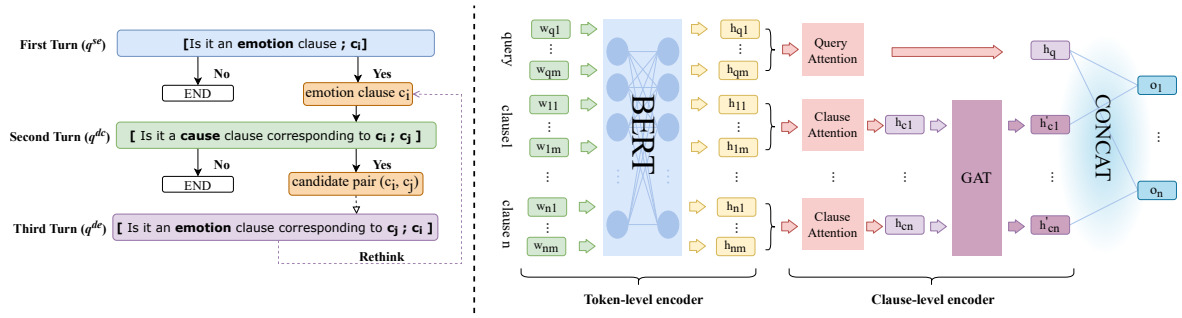 First Turn (q^se)
[Is it an emotion clause ; c_i]
No
Yes
END
emotion clause c_i
Second Turn (q^dc)
[ Is it a cause clause corresponding to c_i ; c_j ]
No
Yes
END
candidate pair (c_i, c_j)
Third Turn (q^de)
[ Is it an emotion clause corresponding to c_j ; c_i ]
Rethink
query
clause1
clause n
w_q1
...
w_qm
w_11
...
w_1m
...
w_n1
...
w_nm
BERT
h_q1
...
h_qm
h_11
...
h_1m
...
h_n1
...
h_nm
Query
Attention
Clause
Attention
...
Clause
Attention
h_c1
...
h_cn
GAT
h_q
h'_c1
...
h'_cn
CONCAT
o_1
...
o_n
Token-level encoder
Clause-level encoder